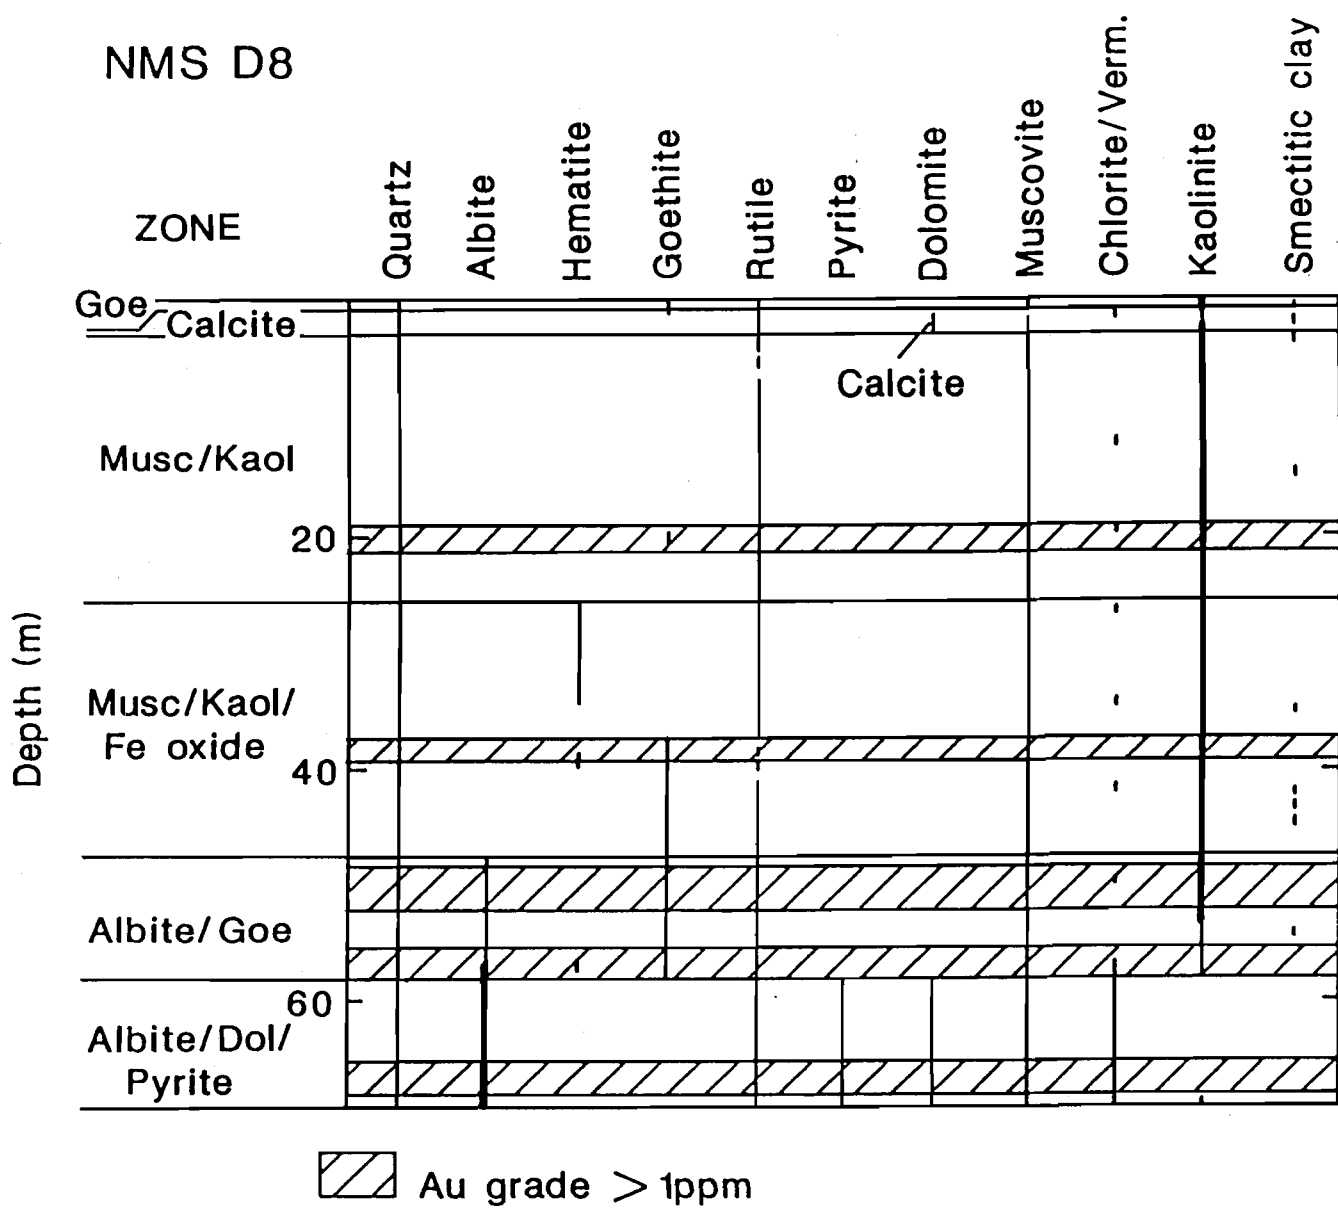 NMS D8
ZONE
Quartz
Albite
Hematite
Goethite
Rutile
Pyrite
Dolomite
Muscovite
Chlorite/Verm.
Kaolinite
Smectitic clay
Goe
Calcite
Calcite
Musc/Kaol
20
Depth (m)
Musc/Kaol/
Fe oxide
40
Albite/Goe
60
Albite/Dol/
Pyrite
Au grade > 1ppm